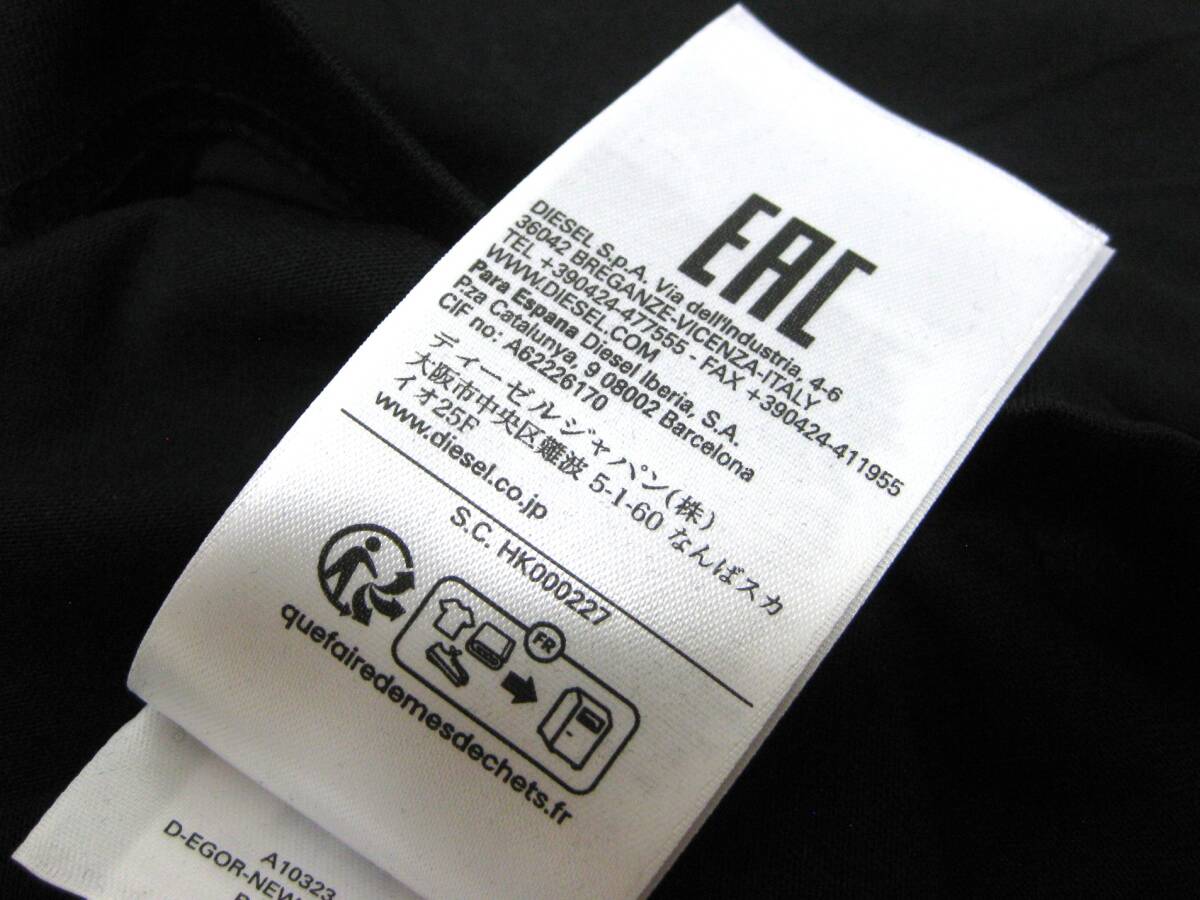 EAC
DIESEL S.p.A. Via dell'Industria, 4-6
36042 BREGANZE-VICENZA-ITALY
TEL +390424-477555 - FAX +390424-411955
WWW.DIESEL.COM
Para Espana Diesel Iberia, S.A.
P.za Catalunya, 9 08002 Barcelona
CIF no: A62226170
ディーゼルジャパン(株)
大阪市中央区難波 5-1-60 なんばスカ
イオ25F
www.diesel.co.jp
S.C. HK000227
FR
quefairedemesdechets.fr
A10323
D-EGOR-NEW